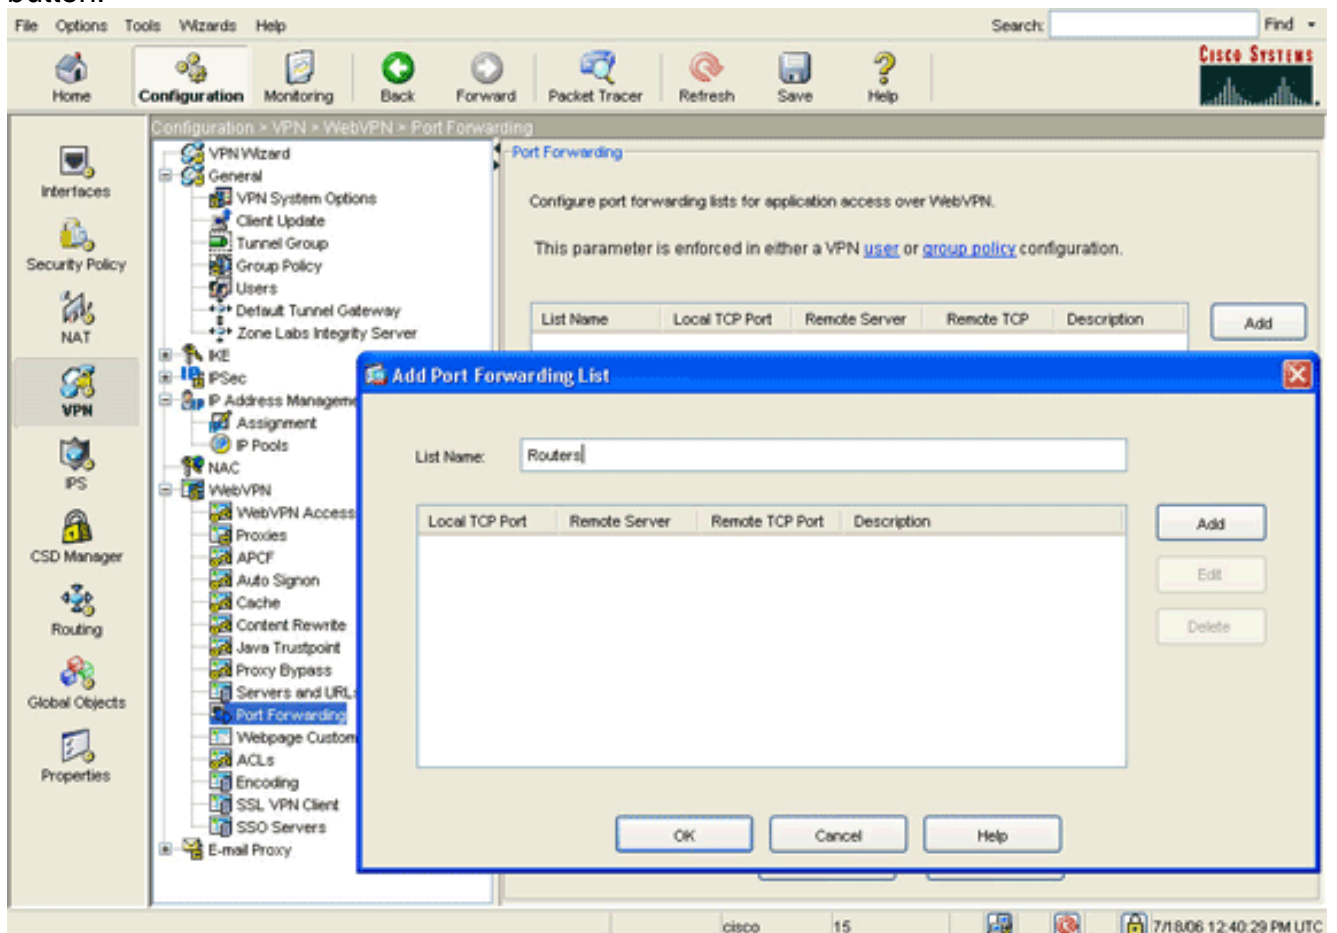 button.
File Options Tools Wizards Help Search: Find
Home Configuration Monitoring Back Forward Packet Tracer Refresh Save Help
CISCO SYSTEMS
Configuration > VPN > WebVPN > Port Forwarding
Interfaces
Security Policy
NAT
VPN
IPS
CSD Manager
Routing
Global Objects
Properties
VPN Wizard
General
VPN System Options
Client Update
Tunnel Group
Group Policy
Users
Default Tunnel Gateway
Zone Labs Integrity Server
IKE
IPSec
IP Address Manageme
Assignment
IP Pools
NAC
WebVPN
WebVPN Access
Proxies
APCF
Auto Signon
Cache
Content Rewrite
Java Trustpoint
Proxy Bypass
Servers and URLs
Port Forwarding
Webpage Custom
ACLs
Encoding
SSL VPN Client
SSO Servers
E-mail Proxy
Port Forwarding
Configure port forwarding lists for application access over WebVPN.
This parameter is enforced in either a VPN user or group policy configuration.
List Name Local TCP Port Remote Server Remote TCP Description
Add
Add Port Forwarding List
List Name: Routers
Local TCP Port Remote Server Remote TCP Port Description
Add
Edit
Delete
OK Cancel Help
cisco 15 7/18/06 12:40:29 PM UTC